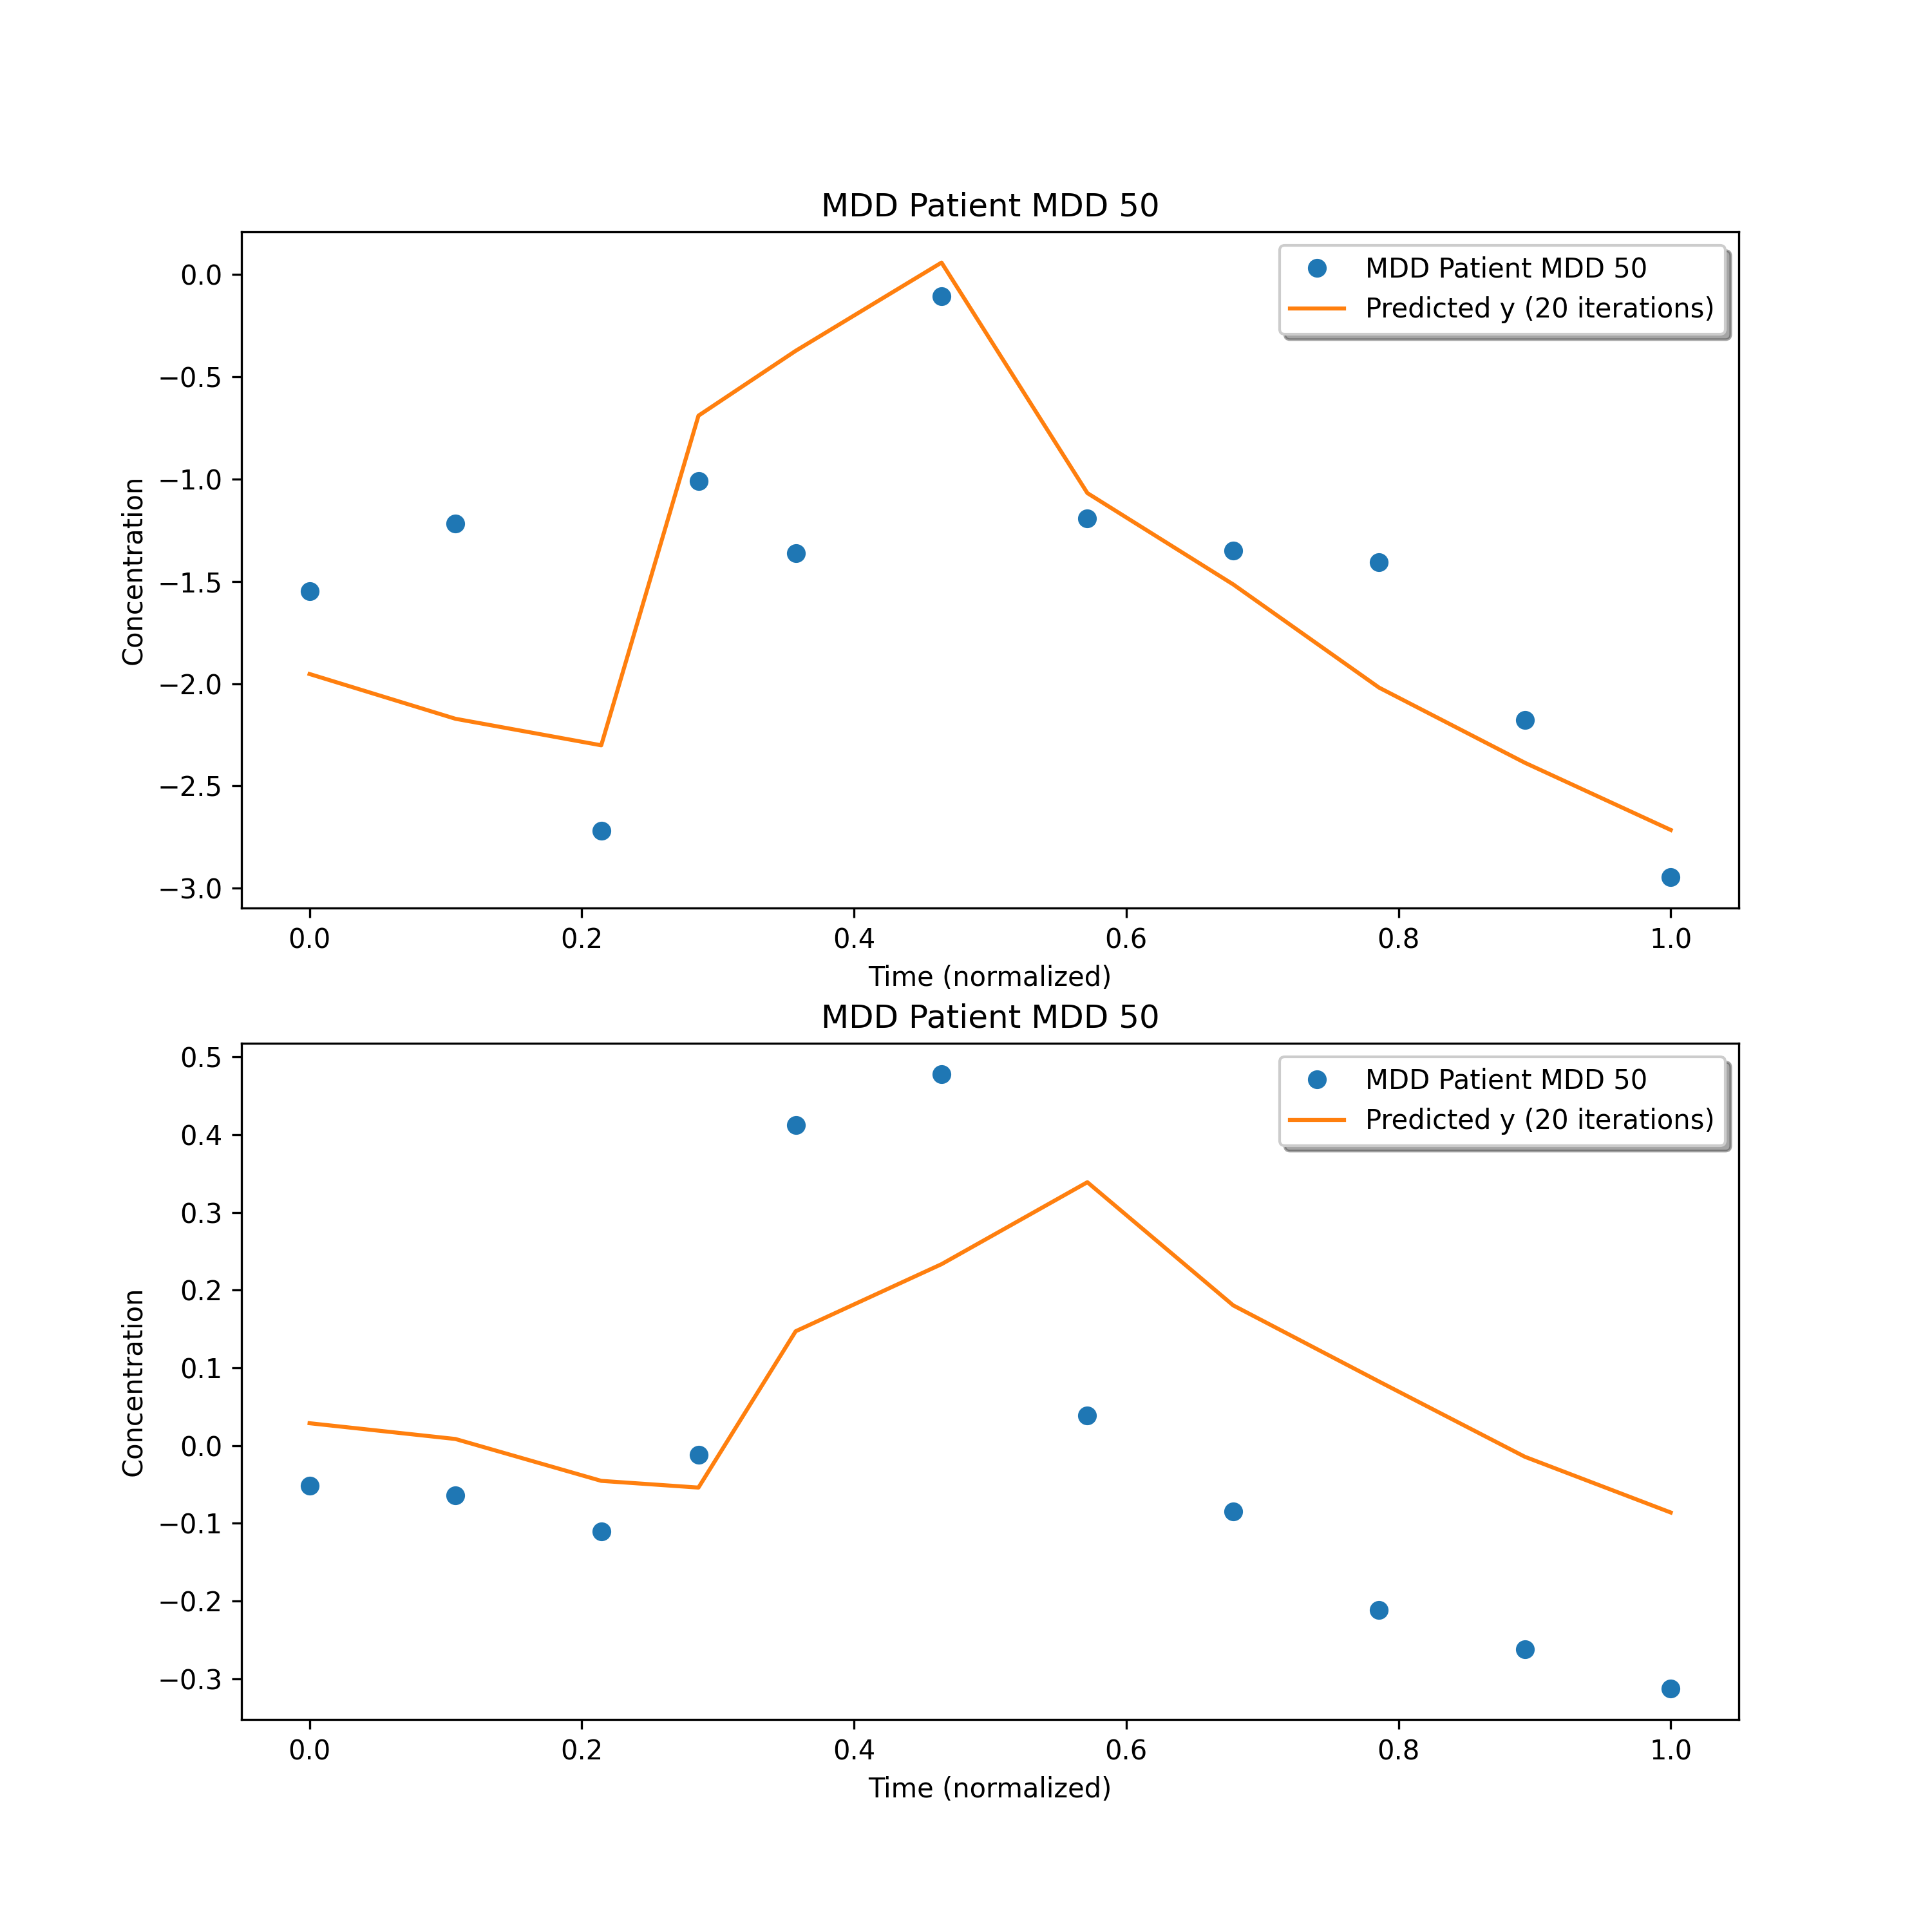 MDD Patient MDD 50
MDD Patient MDD 50
Predicted y (20 iterations)
Concentration
0.0
−0.5
−1.0
−1.5
−2.0
−2.5
−3.0
0.0 0.2 0.4 0.6 0.8 1.0
Time (normalized)
MDD Patient MDD 50
MDD Patient MDD 50
Predicted y (20 iterations)
Concentration
0.5
0.4
0.3
0.2
0.1
0.0
−0.1
−0.2
−0.3
0.0 0.2 0.4 0.6 0.8 1.0
Time (normalized)